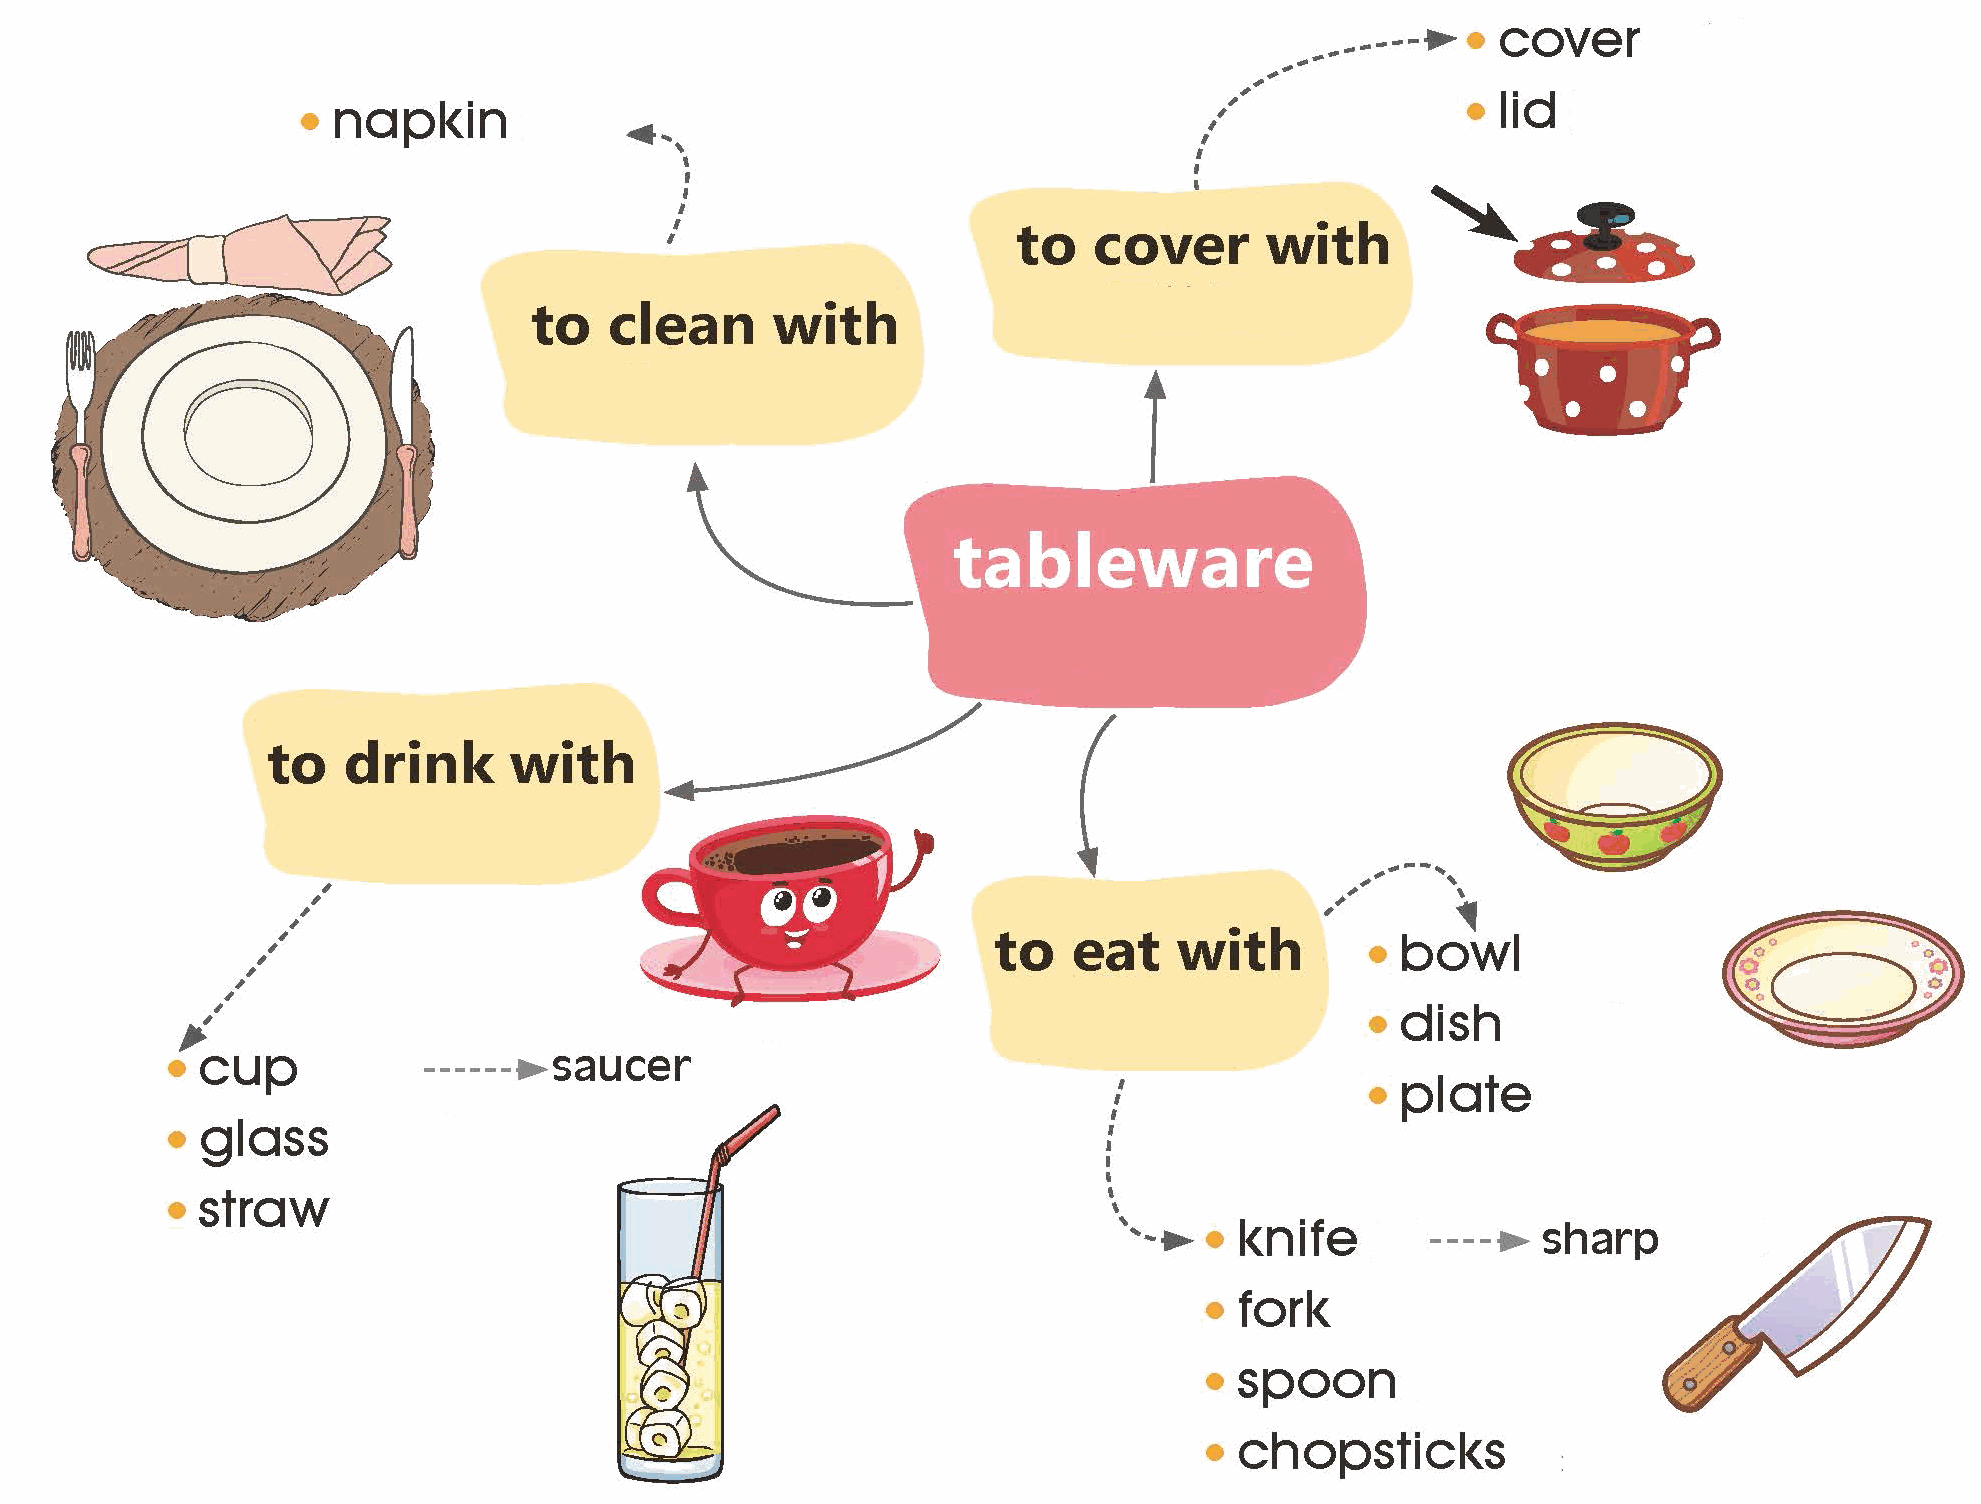 • cover
• lid
• napkin
to cover with
to clean with
tableware
to drink with
to eat with
• bowl
• dish
• plate
• cup
saucer
• glass
• straw
• knife
sharp
• fork
• spoon
• chopsticks